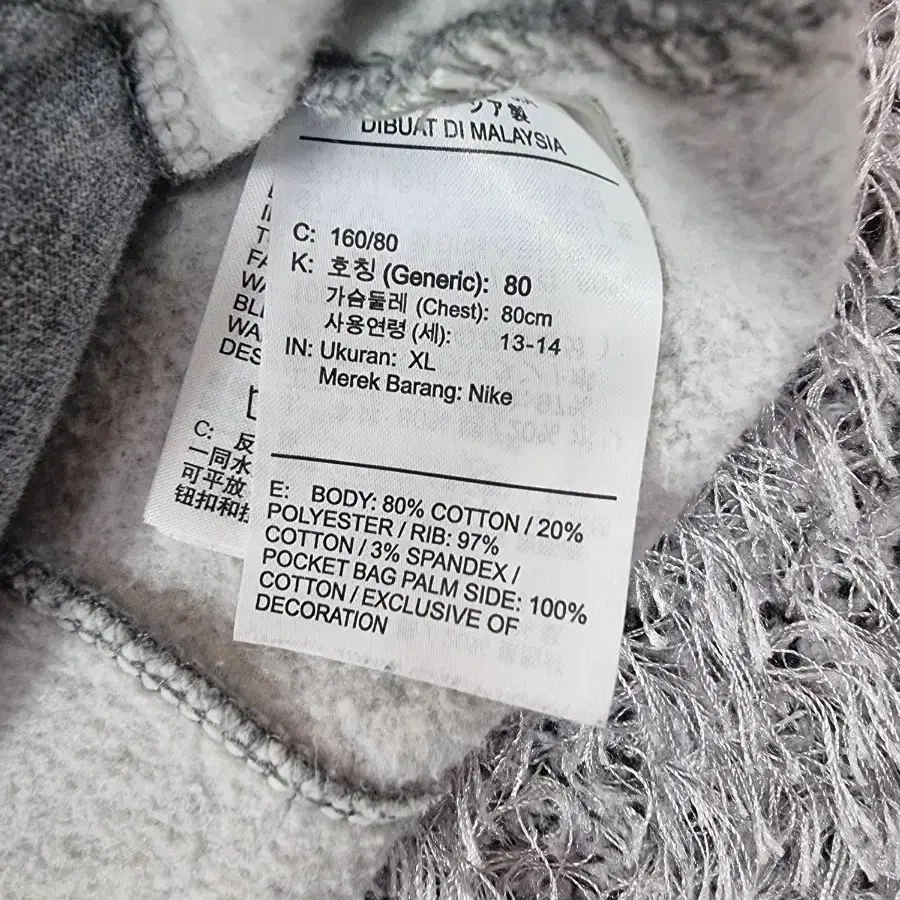 ア製
DIBUAT DI MALAYSIA
C: 160/80
K: 호칭 (Generic): 80
가슴둘레 (Chest): 80cm
사용연령 (세): 13-14
IN: Ukuran: XL
Merek Barang: Nike
E: BODY: 80% COTTON / 20%
POLYESTER / RIB: 97%
COTTON / 3% SPANDEX /
POCKET BAG PALM SIDE: 100%
COTTON / EXCLUSIVE OF
DECORATION
C: 反
一同水
可平放
钮扣和